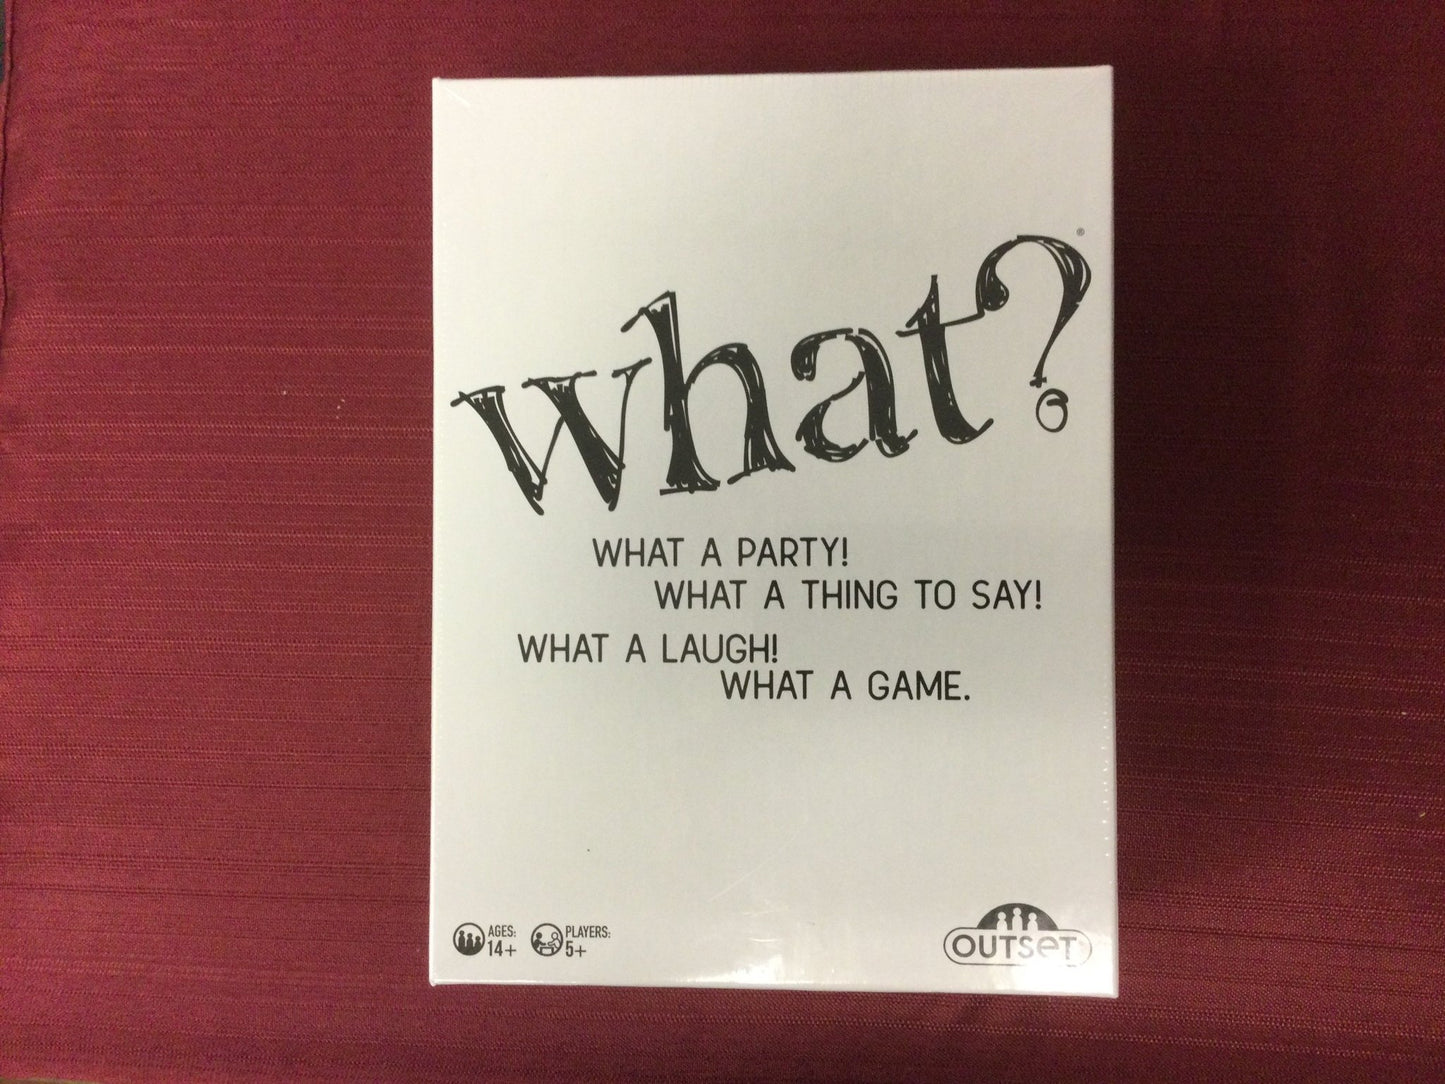 what?®
WHAT A PARTY!
WHAT A THING TO SAY!
WHAT A LAUGH!
WHAT A GAME.
AGES:
14+
PLAYERS:
5+
OUTSET